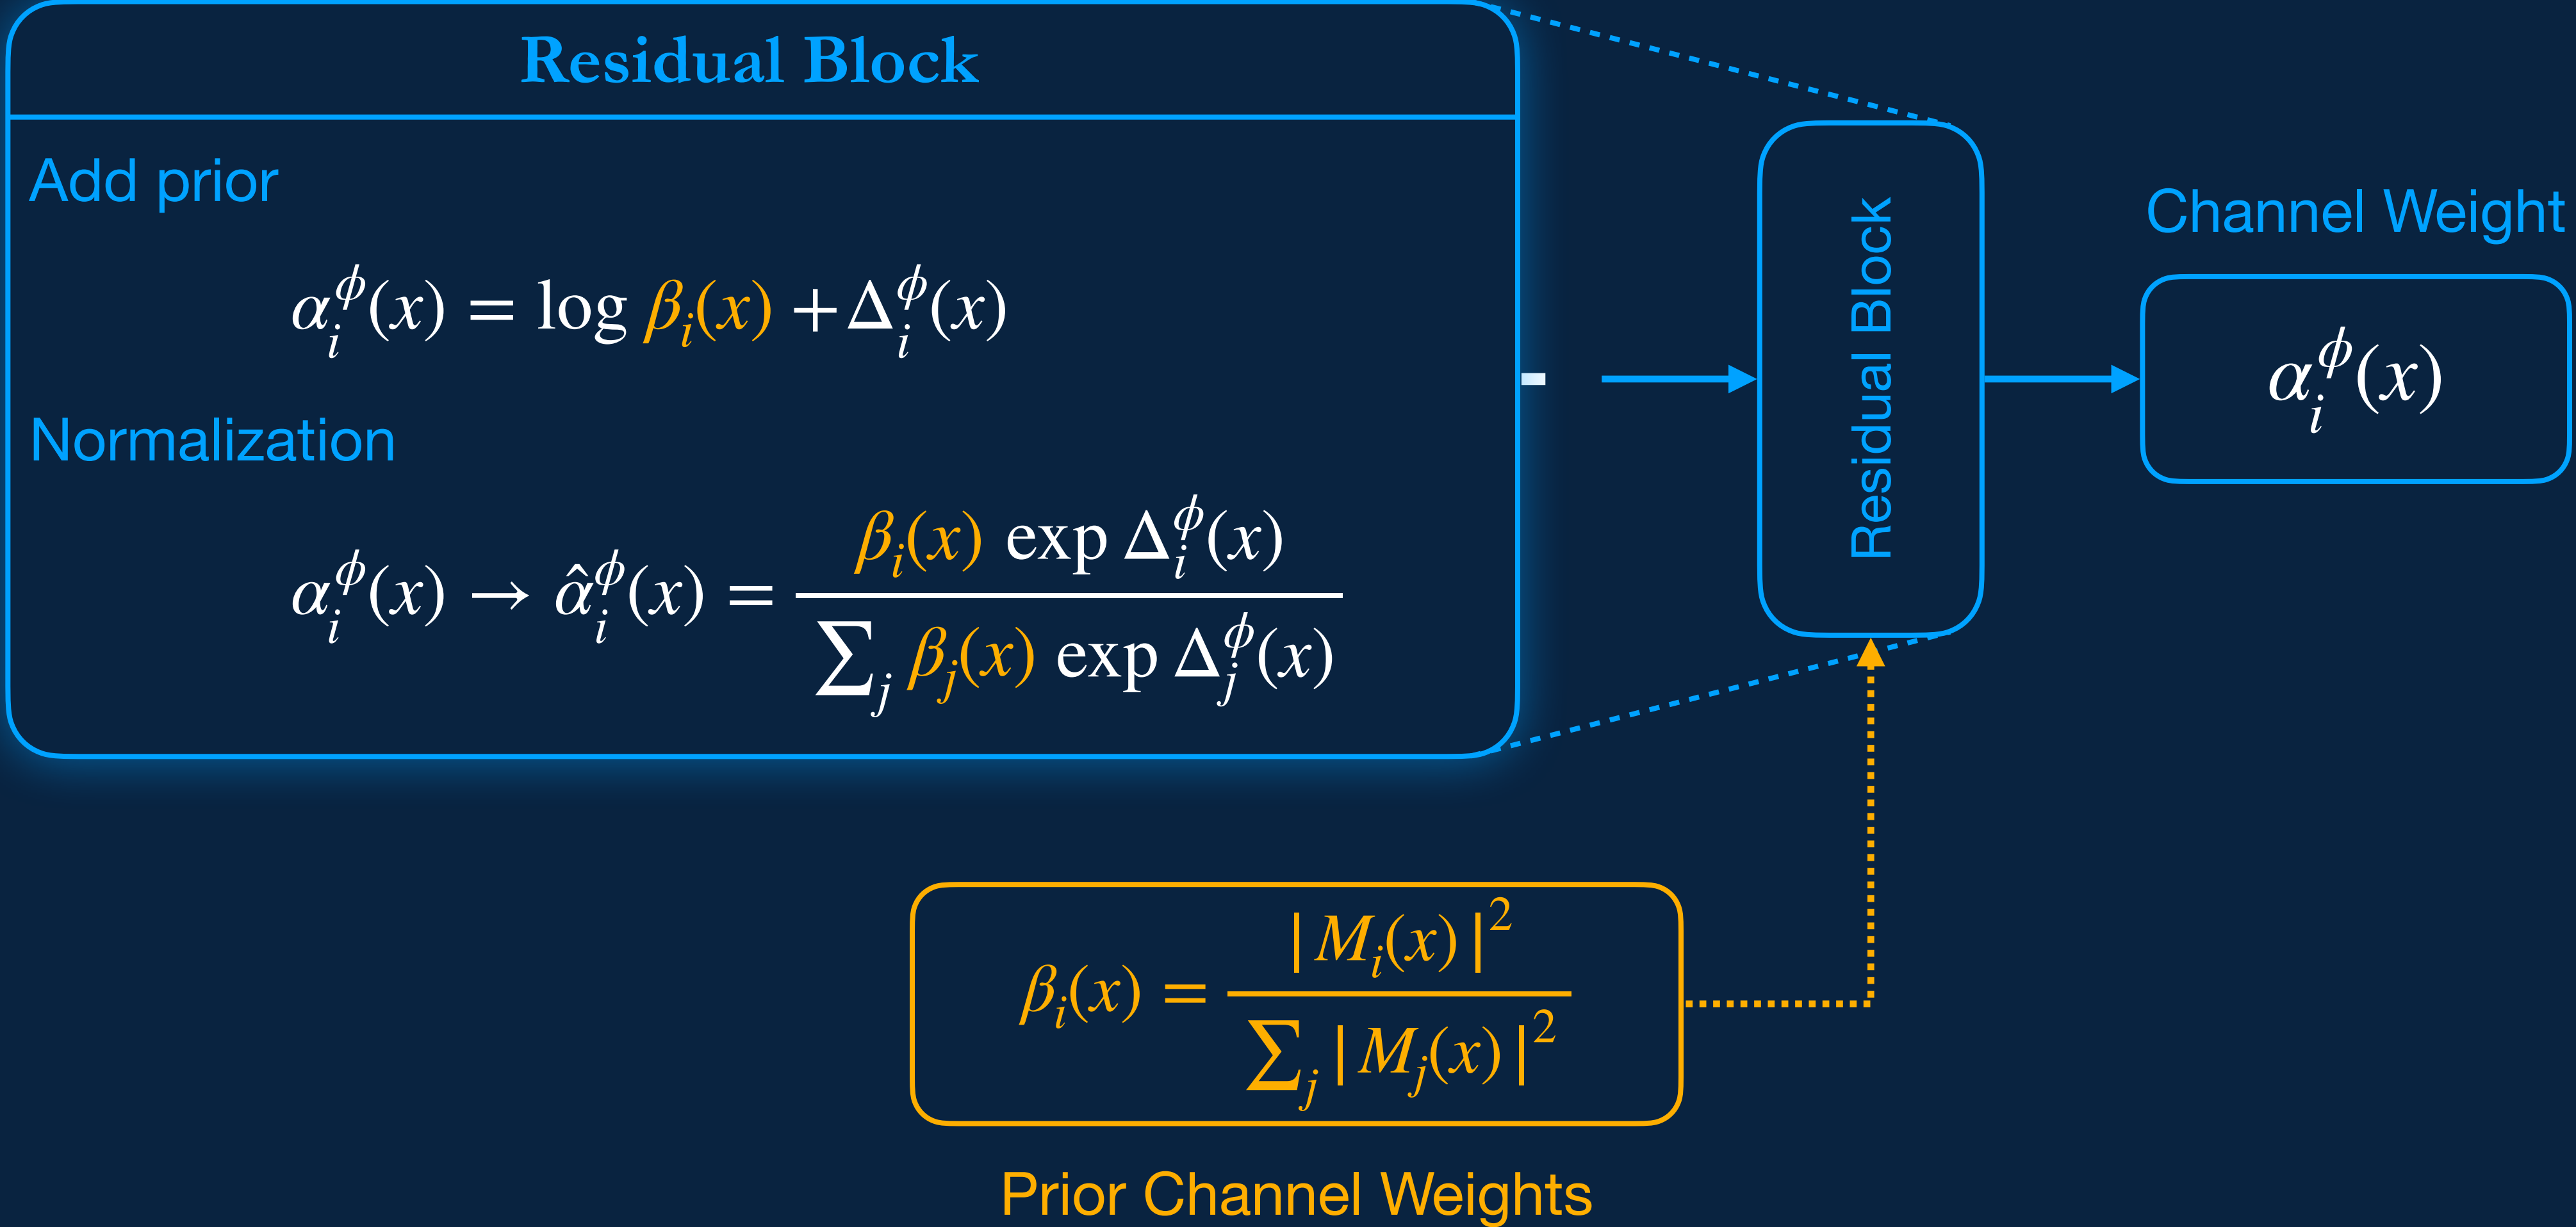 Residual Block
Add prior
α_i^ϕ(x) = log β_i(x) + Δ_i^ϕ(x)
Normalization
α_i^ϕ(x) → α̂_i^ϕ(x) = β_i(x) exp Δ_i^ϕ(x) / ∑_j β_j(x) exp Δ_j^ϕ(x)
Residual Block
Channel Weight
α_i^ϕ(x)
β_i(x) = |M_i(x)|^2 / ∑_j |M_j(x)|^2
Prior Channel Weights